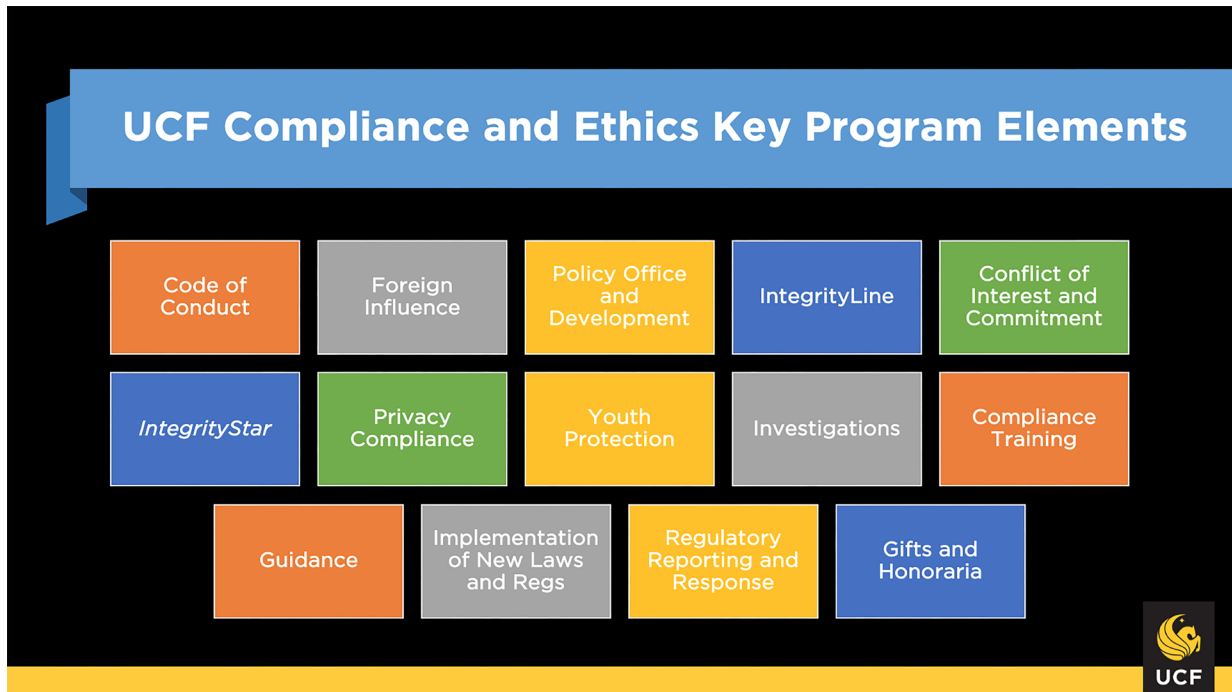 UCF Compliance and Ethics Key Program Elements
Code of
Conduct
Foreign
Influence
Policy Office
and
Development
IntegrityLine
Conflict of
Interest and
Commitment
IntegrityStar
Privacy
Compliance
Youth
Protection
Investigations
Compliance
Training
Guidance
Implementation
of New Laws
and Regs
Regulatory
Reporting and
Response
Gifts and
Honoraria
UCF